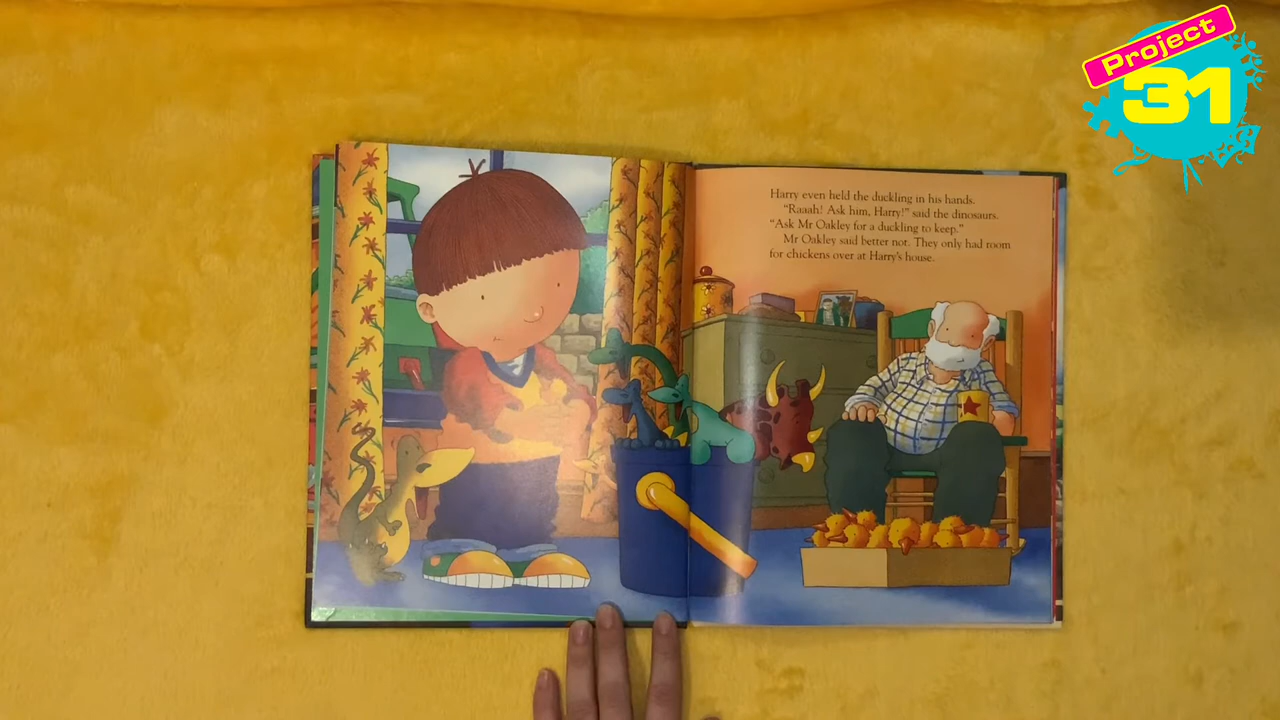 Project
31
Harry even held the duckling in his hands.
"Raaah! Ask him, Harry!" said the dinosaurs.
"Ask Mr Oakley for a duckling to keep."
Mr Oakley said better not. They only had room
for chickens over at Harry's house.